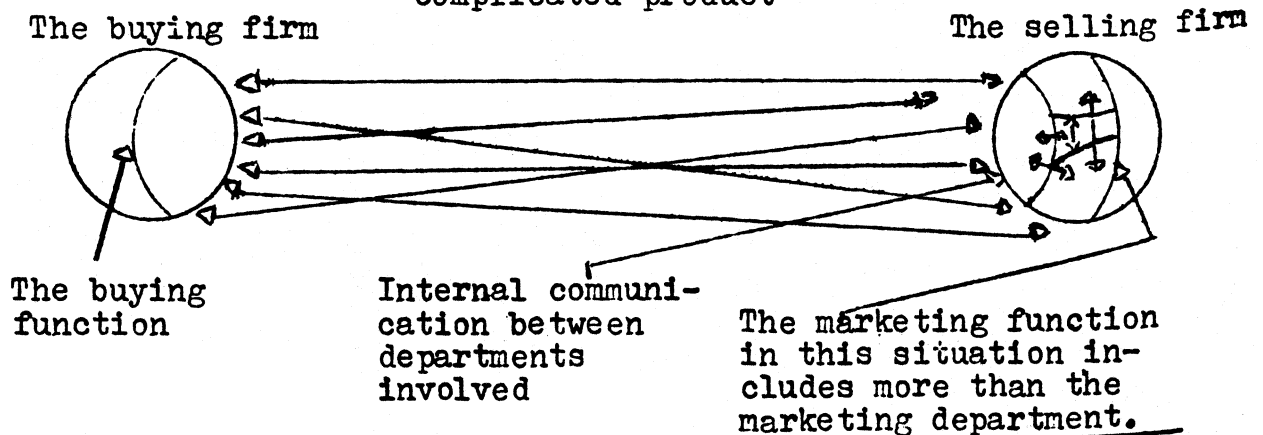 complicated product
The buying firm
The selling firm
The buying
function
Internal communi-
cation between
departments
involved
The marketing function
in this situation in-
cludes more than the
marketing department.